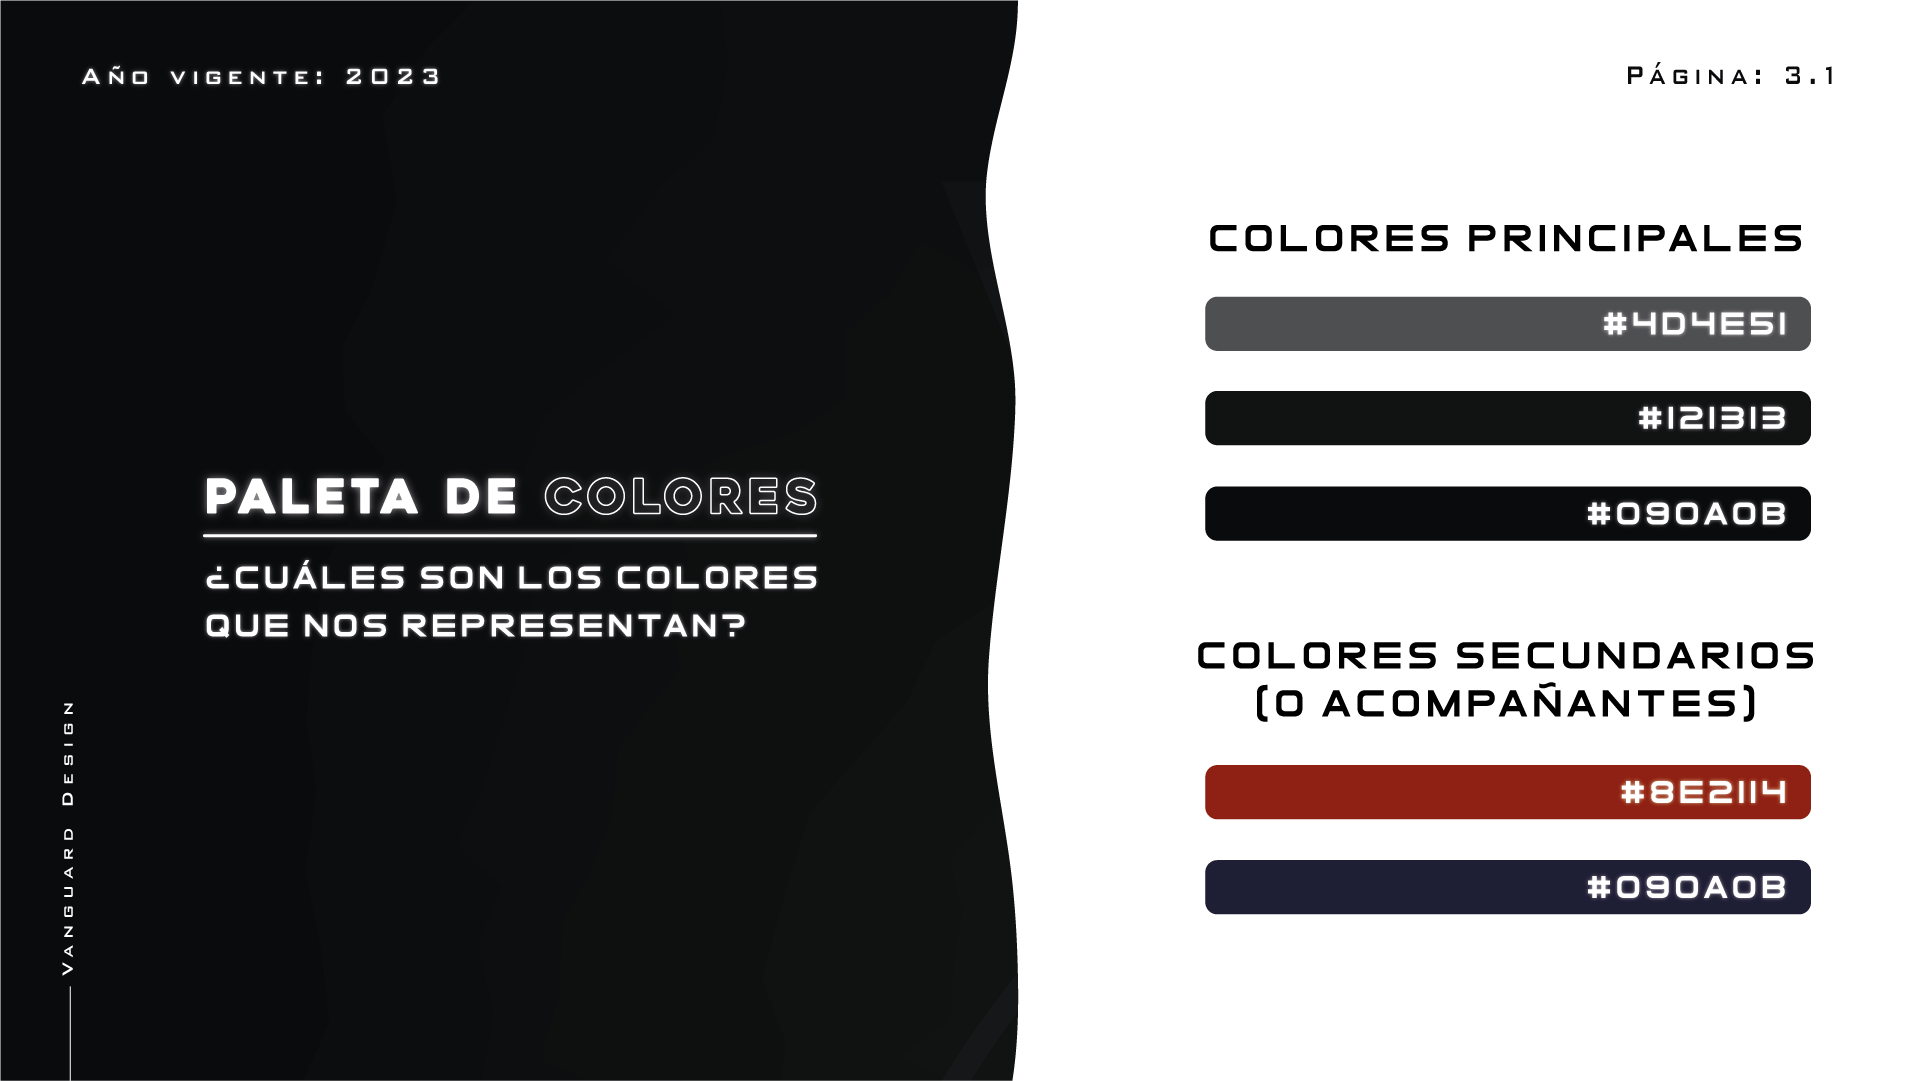 Año vigente: 2023
Página: 3.1
PALETA DE COLORES
¿CUÁLES SON LOS COLORES
QUE NOS REPRESENTAN?
Vanguard Design
COLORES PRINCIPALES
#4D4E51
#121313
#090A0B
COLORES SECUNDARIOS
(O ACOMPAÑANTES)
#8E2114
#090A0B